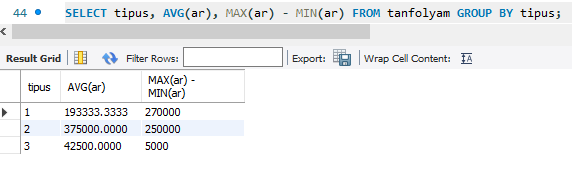 44 SELECT tipus, AVG(ar), MAX(ar) - MIN(ar) FROM tanfolyam GROUP BY tipus;
Result Grid Filter Rows: Export: Wrap Cell Content: IA
tipus AVG(ar) MAX(ar) -
MIN(ar)
1 193333.3333 270000
2 375000.0000 250000
3 42500.0000 5000